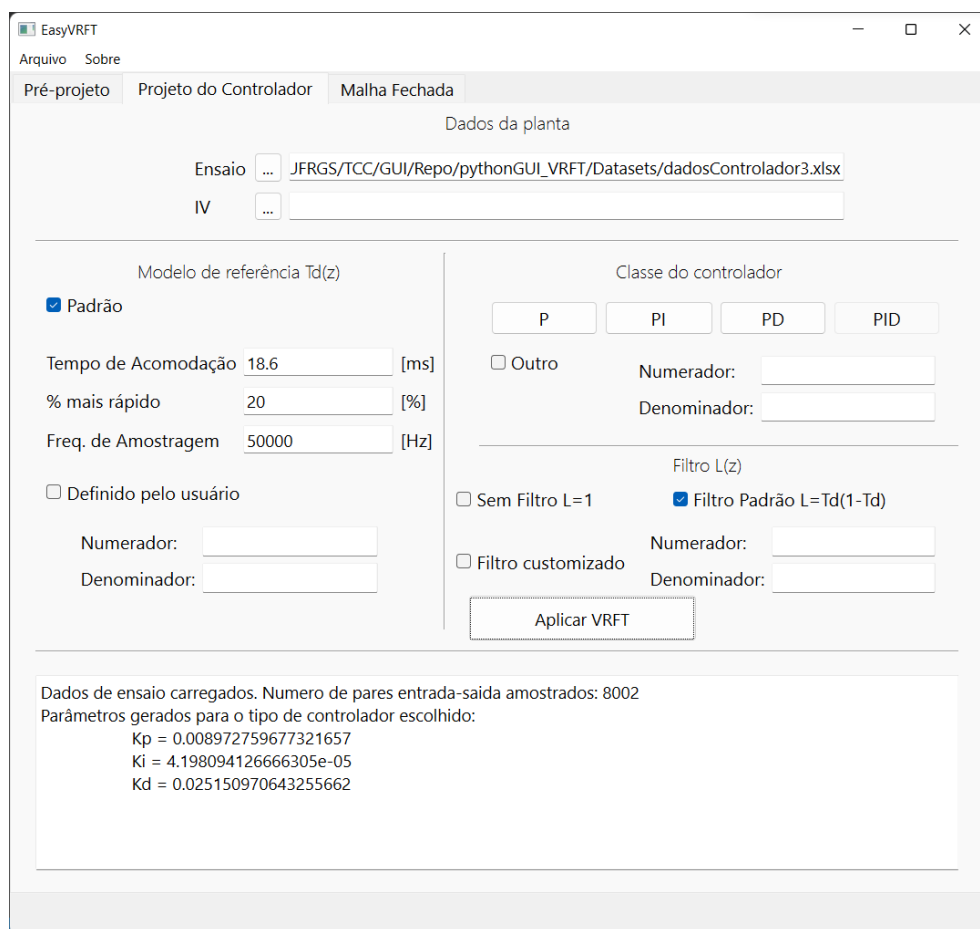 EasyVRFT
Arquivo Sobre
Pré-projeto Projeto do Controlador Malha Fechada
Dados da planta
Ensaio ... JFRGS/TCC/GUI/Repo/pythonGUI_VRFT/Datasets/dadosControlador3.xlsx
IV ...
Modelo de referência Td(z)
Padrão
Tempo de Acomodação 18.6 [ms]
% mais rápido 20 [%]
Freq. de Amostragem 50000 [Hz]
Definido pelo usuário
Numerador:
Denominador:
Classe do controlador
P PI PD PID
Outro
Numerador:
Denominador:
Filtro L(z)
Sem Filtro L=1 Filtro Padrão L=Td(1-Td)
Filtro customizado
Numerador:
Denominador:
Aplicar VRFT
Dados de ensaio carregados. Numero de pares entrada-saida amostrados: 8002
Parâmetros gerados para o tipo de controlador escolhido:
Kp = 0.008972759677321657
Ki = 4.198094126666305e-05
Kd = 0.025150970643255662